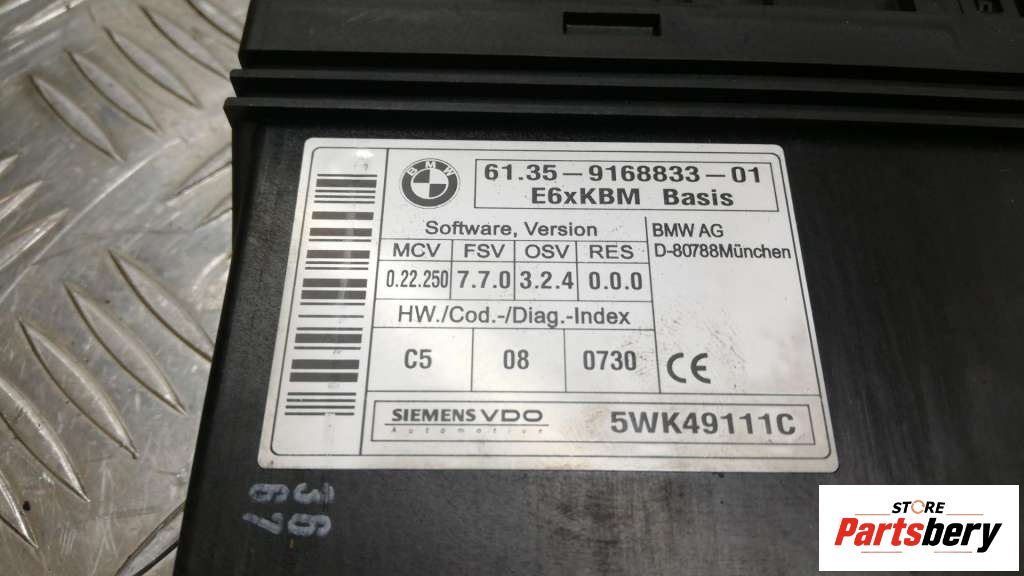 BMW
61.35-9168833-01
E6xKBM Basis
Software, Version
MCV FSV OSV RES
0.22.250 7.7.0 3.2.4 0.0.0
BMW AG
D-80788München
HW./Cod.-/Diag.-Index
C5 08 0730
CE
SIEMENS VDO
Automotive
5WK49111C
STORE
Partsbery